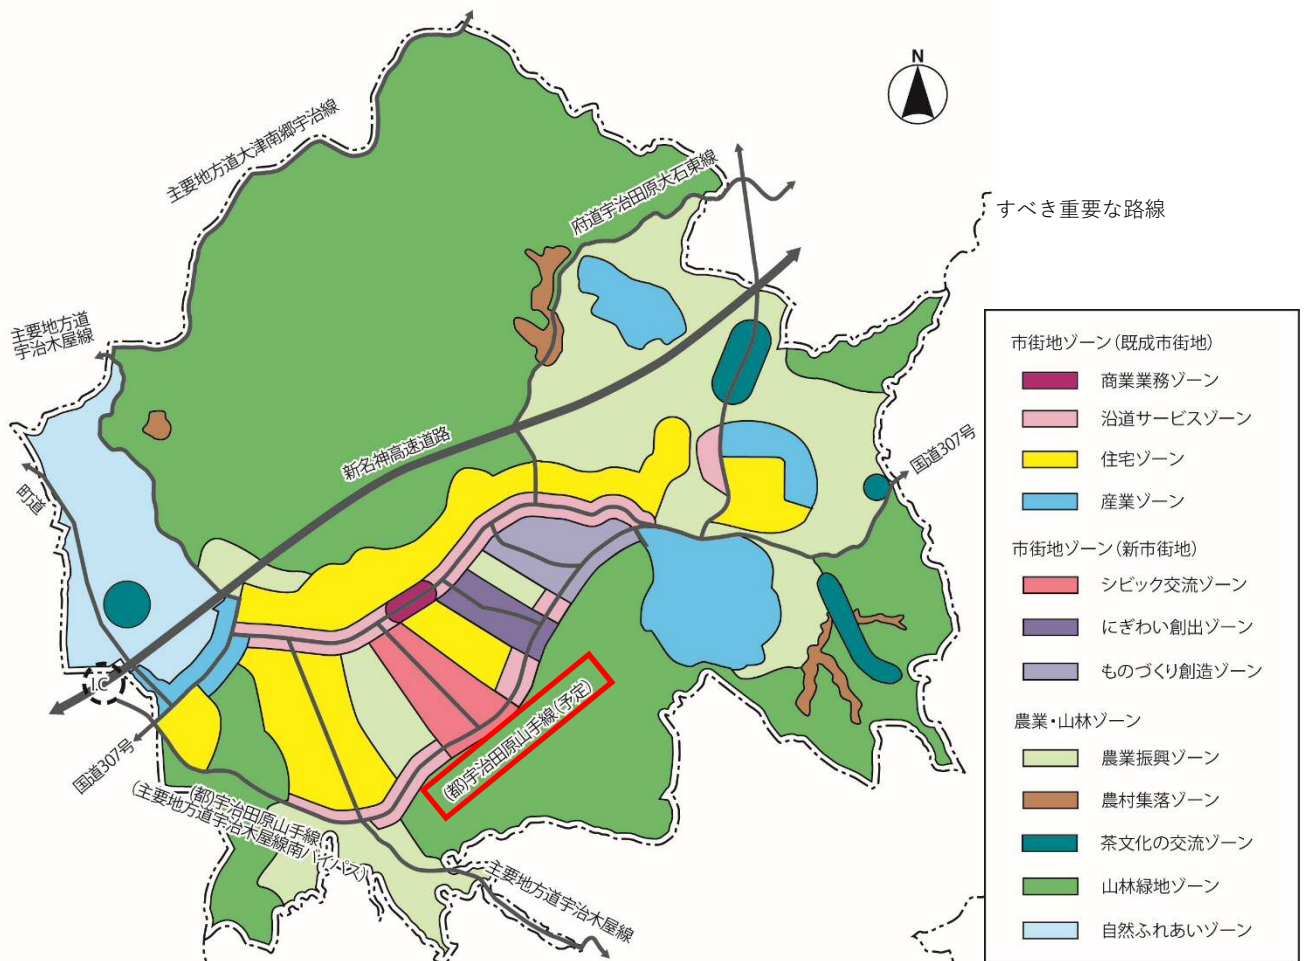 N
主要地方道大津南郷宇治線
府道宇治田原大石東線
すべき重要な路線
主要地方道
宇治木屋線
新名神高速道路
国道307号
町道
I.C
国道307号
(都)宇治田原山手線(予定)
(都)宇治田原山手線
(主要地方道宇治木屋線南バイパス)
主要地方道宇治木屋線
市街地ゾーン(既成市街地)
商業業務ゾーン
沿道サービスゾーン
住宅ゾーン
産業ゾーン
市街地ゾーン(新市街地)
シビック交流ゾーン
にぎわい創出ゾーン
ものづくり創造ゾーン
農業・山林ゾーン
農業振興ゾーン
農村集落ゾーン
茶文化の交流ゾーン
山林緑地ゾーン
自然ふれあいゾーン